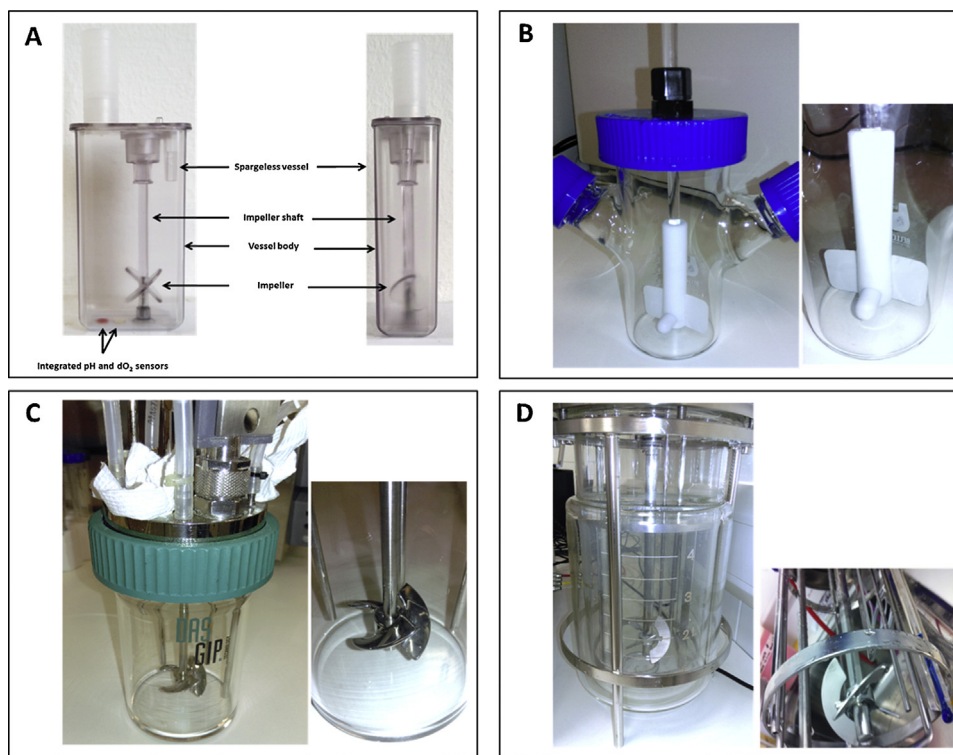 A
Spargeless vessel
Impeller shaft
Vessel body
Impeller
Integrated pH and dO₂ sensors
B
C
DAS
GIP
D
4
3
2